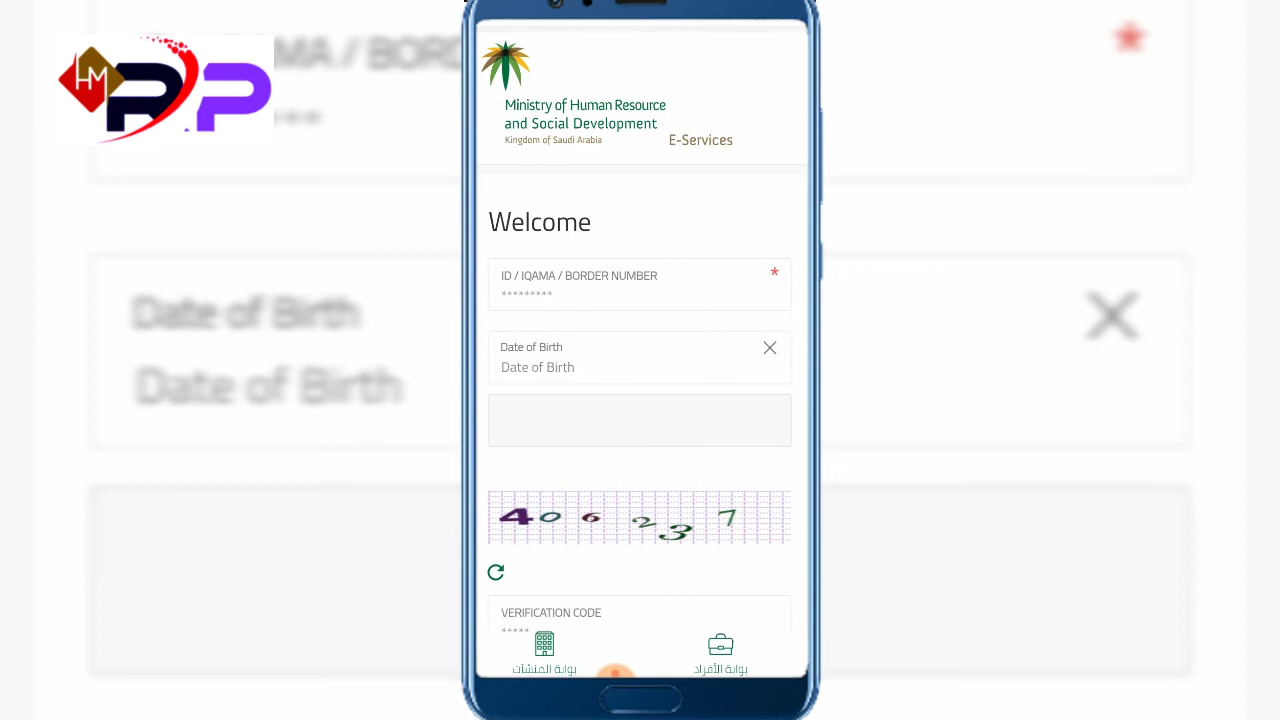 HM
R.P
MA / BORD
*
Date of Birth
Date of Birth
Ministry of Human Resource
and Social Development
Kingdom of Saudi Arabia
E-Services
Welcome
ID / IQAMA / BORDER NUMBER
*
*********
Date of Birth
Date of Birth
4 0 6 2 3 7
VERIFICATION CODE
*****
بوابة المنشآت
بوابة الأفراد